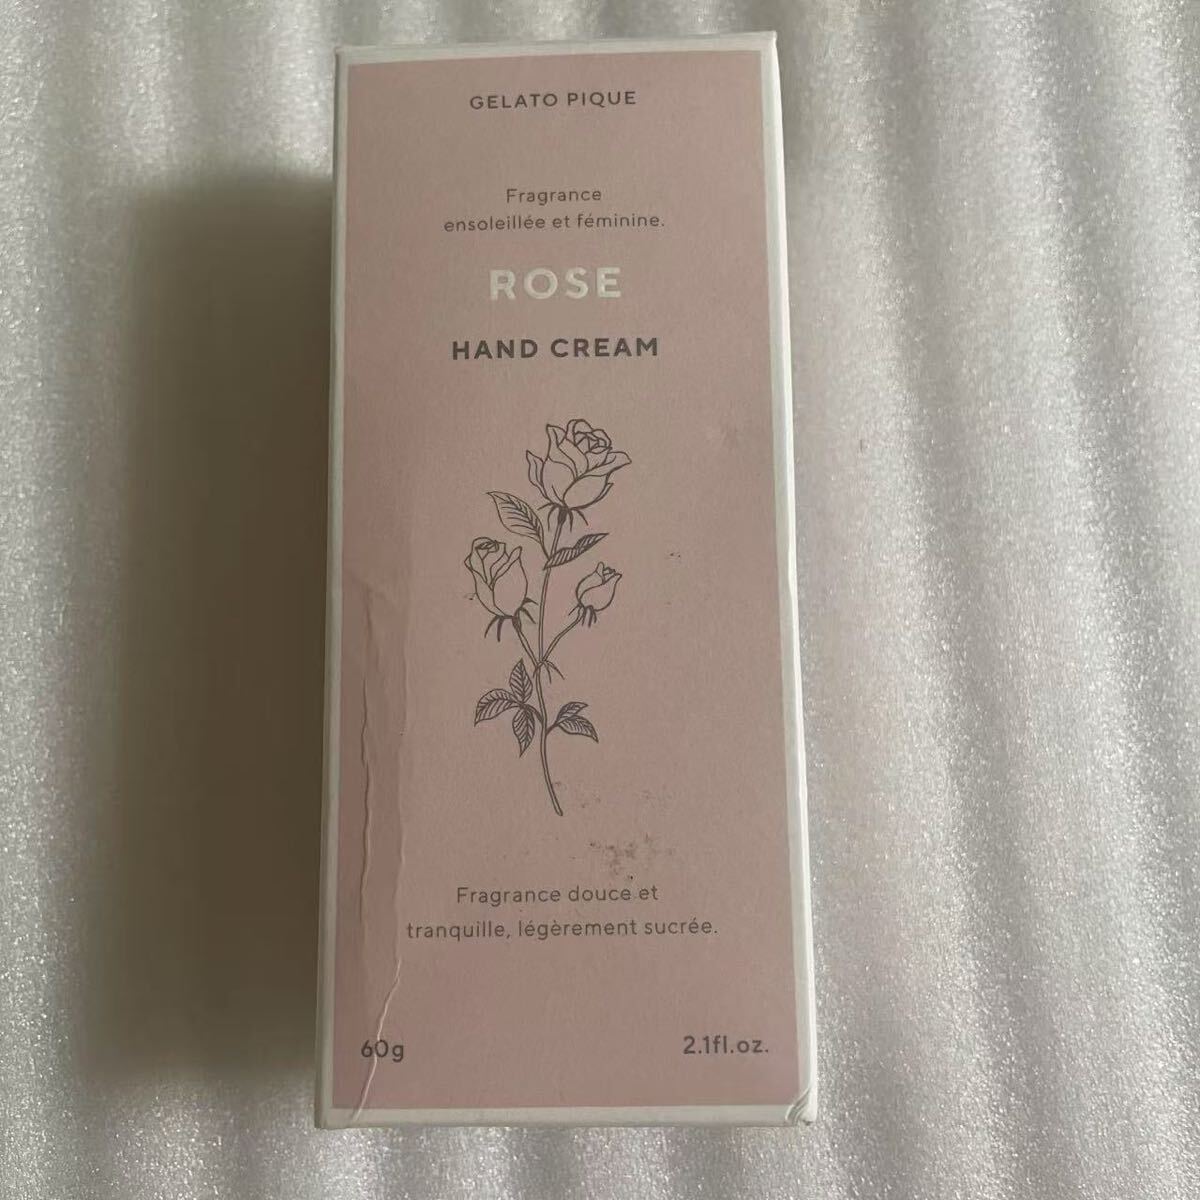 GELATO PIQUE
Fragrance
ensoleillée et féminine.
ROSE
HAND CREAM
Fragrance douce et
tranquille, légèrement sucrée.
60g
2.1fl.oz.